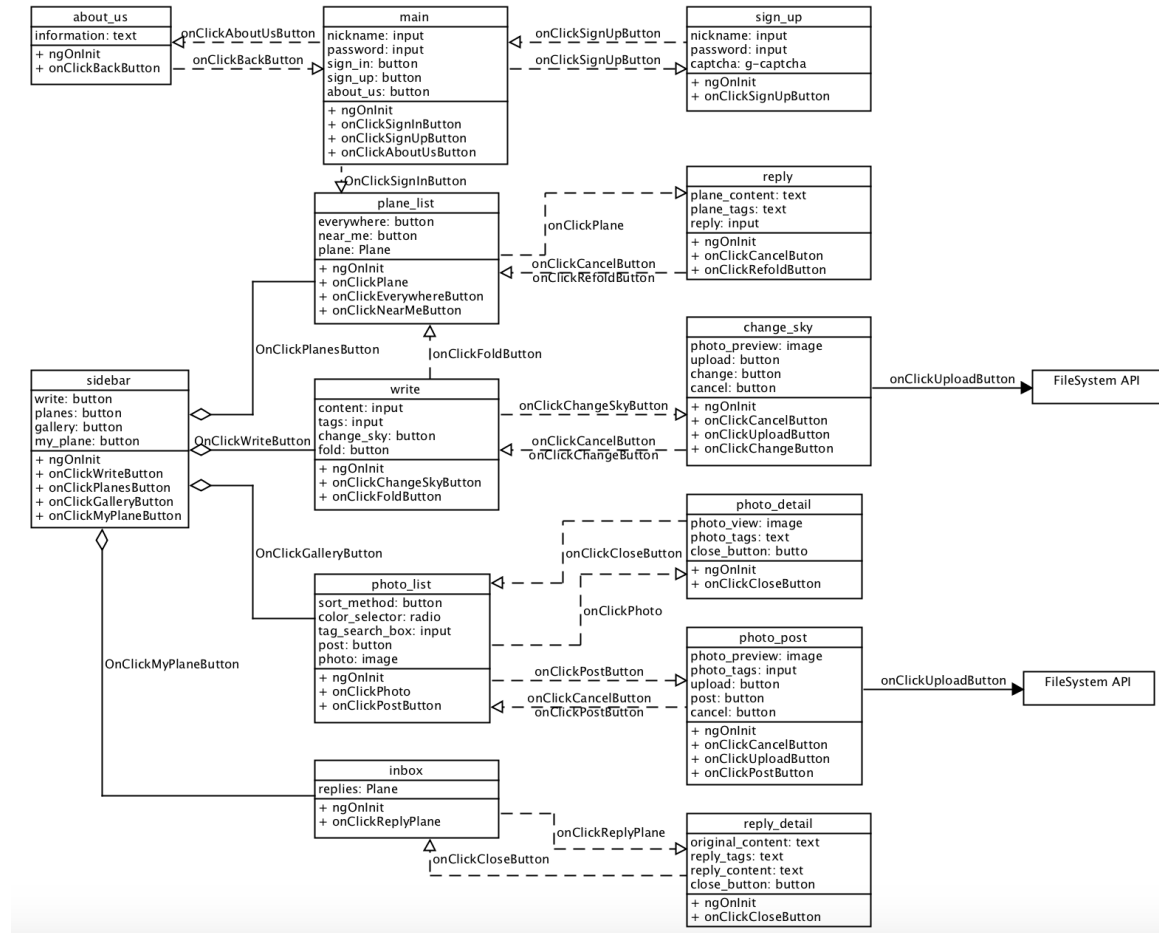 about_us
information: text
+ ngOnInit
+ onClickBackButton
onClickAboutUsButton
onClickBackButton
main
nickname: input
password: input
sign_in: button
sign_up: button
about_us: button
+ ngOnInit
+ onClickSignInButton
+ onClickSignUpButton
+ onClickAboutUsButton
onClickSignUpButton
onClickSignUpButton
sign_up
nickname: input
password: input
captcha: g-captcha
+ ngOnInit
+ onClickSignUpButton
OnClickSignInButton
plane_list
everywhere: button
near_me: button
plane: Plane
+ ngOnInit
+ onClickPlane
+ onClickEverywhereButton
+ onClickNearMeButton
onClickPlane
onClickCancelButton
onClickRefoldButton
reply
plane_content: text
plane_tags: text
reply: input
+ ngOnInit
+ onClickCancelButon
+ onClickRefoldButton
OnClickPlanesButton
onClickFoldButton
sidebar
write: button
planes: button
gallery: button
my_plane: button
+ ngOnInit
+ onClickWriteButton
+ onClickPlanesButton
+ onClickGalleryButton
+ onClickMyPlaneButton
OnClickWriteButton
write
content: input
tags: input
change_sky: button
fold: button
+ ngOnInit
+ onClickChangeSkyButton
+ onClickFoldButton
onClickChangeSkyButton
onClickCancelButton
onClickChangeButton
change_sky
photo_preview: image
upload: button
change: button
cancel: button
+ ngOnInit
+ onClickCancelButton
+ onClickUploadButton
+ onClickChangeButton
onClickUploadButton
FileSystem API
OnClickGalleryButton
photo_list
sort_method: button
color_selector: radio
tag_search_box: input
post: button
photo: image
+ ngOnInit
+ onClickPhoto
+ onClickPostButton
onClickCloseButton
onClickPhoto
photo_detail
photo_view: image
photo_tags: text
close_button: butto
+ ngOnInit
+ onClickCloseButton
onClickPostButton
onClickCancelButton
onClickPostButton
photo_post
photo_preview: image
photo_tags: input
upload: button
post: button
cancel: button
+ ngOnInit
+ onClickCancelButton
+ onClickUploadButton
+ onClickPostButton
onClickUploadButton
FileSystem API
OnClickMyPlaneButton
inbox
replies: Plane
+ ngOnInit
+ onClickReplyPlane
onClickReplyPlane
onClickCloseButton
reply_detail
original_content: text
reply_tags: text
reply_content: text
close_button: button
+ ngOnInit
+ onClickCloseButton